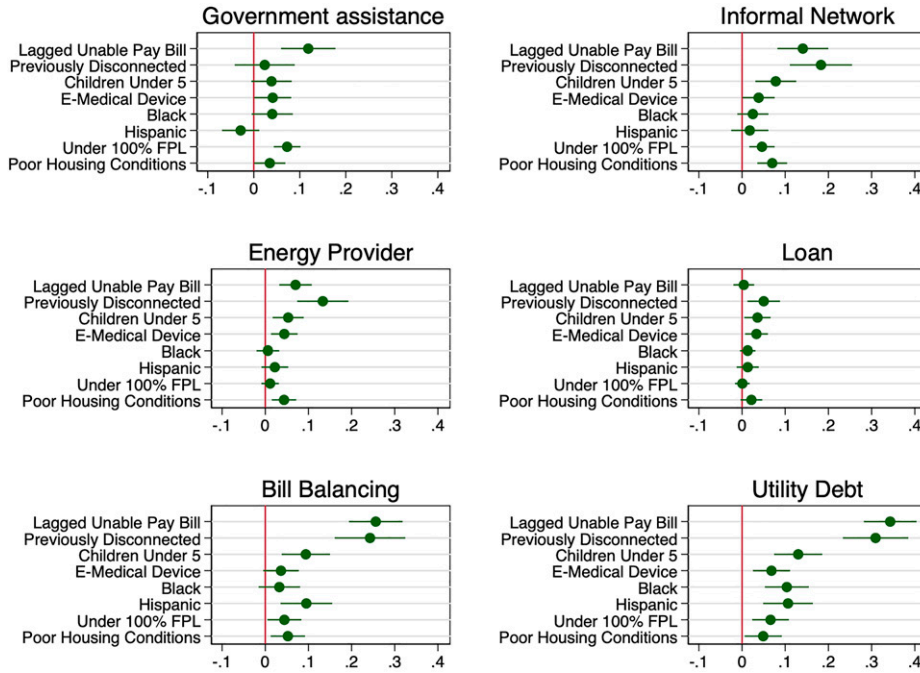 Government assistance
Lagged Unable Pay Bill
Previously Disconnected
Children Under 5
E-Medical Device
Black
Hispanic
Under 100% FPL
Poor Housing Conditions
-.1 0 .1 .2 .3 .4
Informal Network
Lagged Unable Pay Bill
Previously Disconnected
Children Under 5
E-Medical Device
Black
Hispanic
Under 100% FPL
Poor Housing Conditions
-.1 0 .1 .2 .3 .4
Energy Provider
Lagged Unable Pay Bill
Previously Disconnected
Children Under 5
E-Medical Device
Black
Hispanic
Under 100% FPL
Poor Housing Conditions
-.1 0 .1 .2 .3 .4
Loan
Lagged Unable Pay Bill
Previously Disconnected
Children Under 5
E-Medical Device
Black
Hispanic
Under 100% FPL
Poor Housing Conditions
-.1 0 .1 .2 .3 .4
Bill Balancing
Lagged Unable Pay Bill
Previously Disconnected
Children Under 5
E-Medical Device
Black
Hispanic
Under 100% FPL
Poor Housing Conditions
-.1 0 .1 .2 .3 .4
Utility Debt
Lagged Unable Pay Bill
Previously Disconnected
Children Under 5
E-Medical Device
Black
Hispanic
Under 100% FPL
Poor Housing Conditions
-.1 0 .1 .2 .3 .4